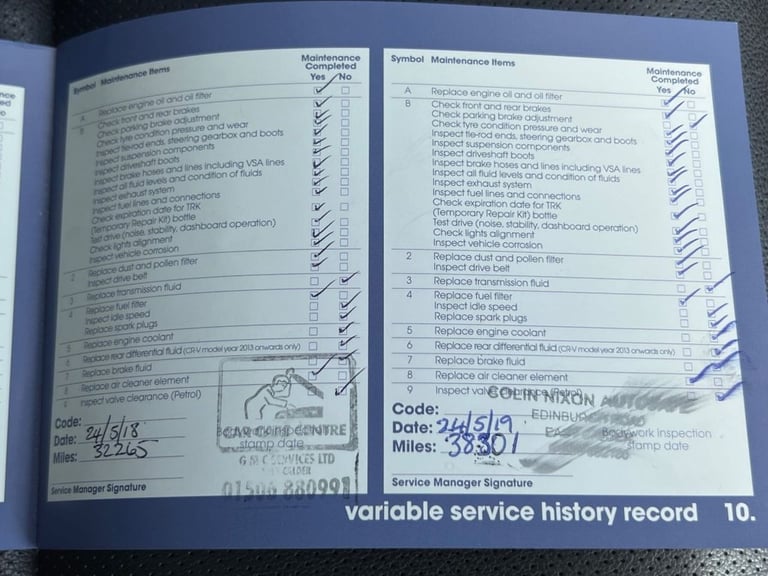 Symbol Maintenance Items
Maintenance
Completed
Yes No
A Replace engine oil and oil filter
B Check front and rear brakes
Check parking brake adjustment
Check tyre condition pressure and wear
Inspect tie-rod ends, steering gearbox and boots
Inspect suspension components
Inspect driveshaft boots
Inspect brake hoses and lines including VSA lines
Inspect all fluid levels and condition of fluids
Inspect exhaust system
Inspect fuel lines and connections
Check expiration date for TRK
(Temporary Repair Kit) bottle
Test drive (noise, stability, dashboard operation)
Check lights alignment
Inspect vehicle corrosion
2 Replace dust and pollen filter
Inspect drive belt
3 Replace transmission fluid
4 Replace fuel filter
Inspect idle speed
Replace spark plugs
5 Replace engine coolant
6 Replace rear differential fluid (CR-V model year 2013 onwards only)
7 Replace brake fluid
8 Replace air cleaner element
9 Inspect valve clearance (Petrol)
Code:
Date: 24/5/18
Miles: 32265
CAR CARE CENTRE
stamp date
G M C SERVICES LTD
CALDER
01506 880991
Service Manager Signature
Symbol Maintenance Items
Maintenance
Completed
Yes No
A Replace engine oil and oil filter
B Check front and rear brakes
Check parking brake adjustment
Check tyre condition pressure and wear
Inspect tie-rod ends, steering gearbox and boots
Inspect suspension components
Inspect driveshaft boots
Inspect brake hoses and lines including VSA lines
Inspect all fluid levels and condition of fluids
Inspect exhaust system
Inspect fuel lines and connections
Check expiration date for TRK
(Temporary Repair Kit) bottle
Test drive (noise, stability, dashboard operation)
Check lights alignment
Inspect vehicle corrosion
2 Replace dust and pollen filter
Inspect drive belt
3 Replace transmission fluid
4 Replace fuel filter
Inspect idle speed
Replace spark plugs
5 Replace engine coolant
6 Replace rear differential fluid (CR-V model year 2013 onwards only)
7 Replace brake fluid
8 Replace air cleaner element
9 Inspect valve clearance (Petrol)
COLIN NIXON
Code:
Date: 24/5/19
Miles: 38301
Bodywork inspection
stamp date
Service Manager Signature
variable service history record 10.